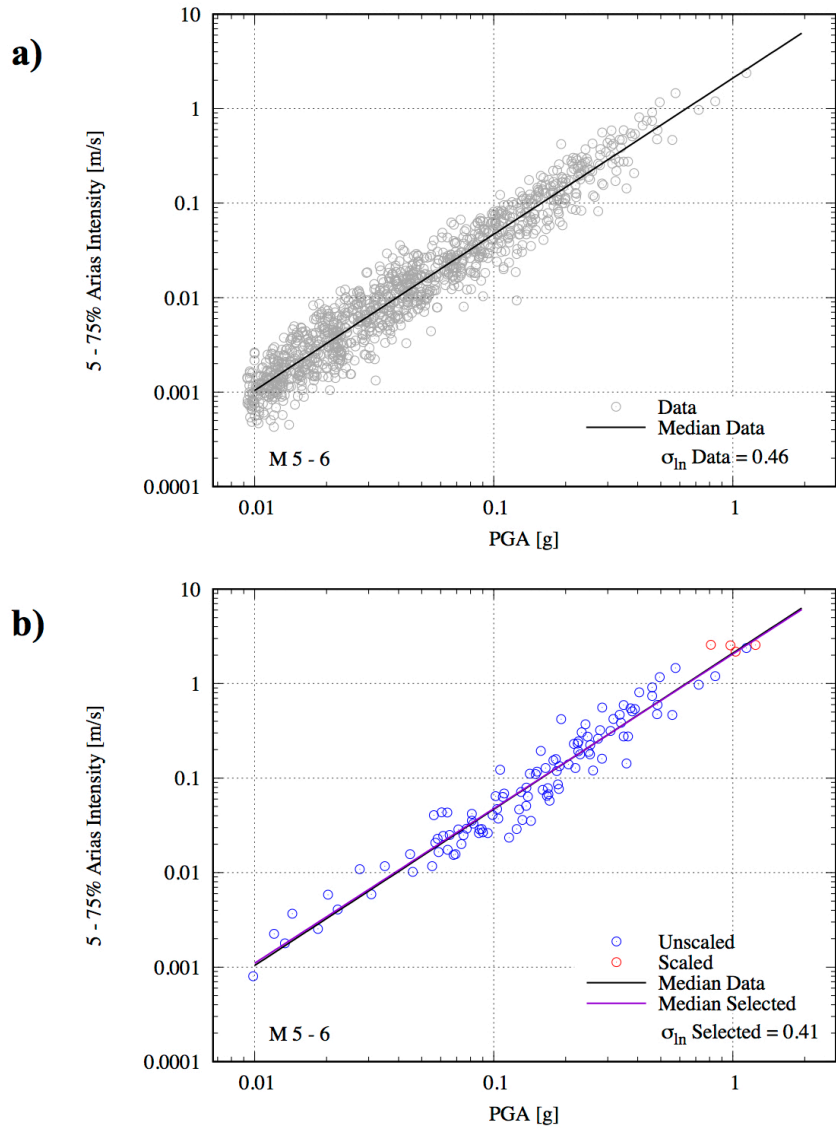 a)
10
1
0.1
0.01
0.001
0.0001
5 - 75% Arias Intensity [m/s]
Data
Median Data
σln Data = 0.46
M 5 - 6
0.01
0.1
1
PGA [g]
b)
10
1
0.1
0.01
0.001
0.0001
5 - 75% Arias Intensity [m/s]
Unscaled
Scaled
Median Data
Median Selected
σln Selected = 0.41
M 5 - 6
0.01
0.1
1
PGA [g]